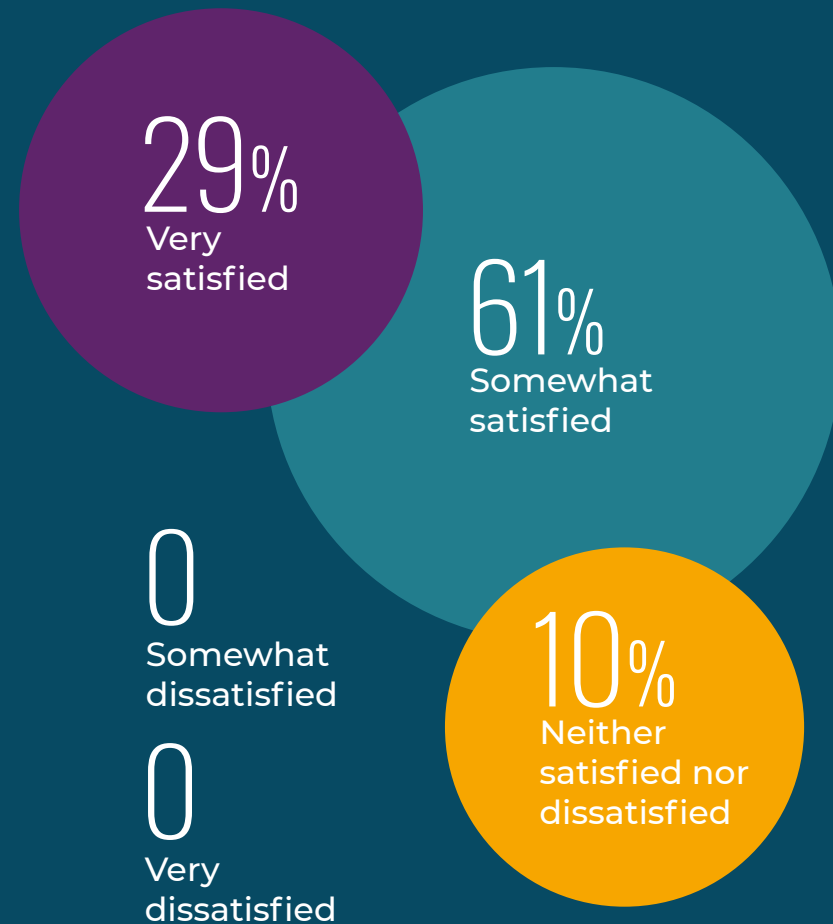 29%
Very
satisfied
61%
Somewhat
satisfied
0
Somewhat
dissatisfied
10%
Neither
satisfied nor
dissatisfied
0
Very
dissatisfied